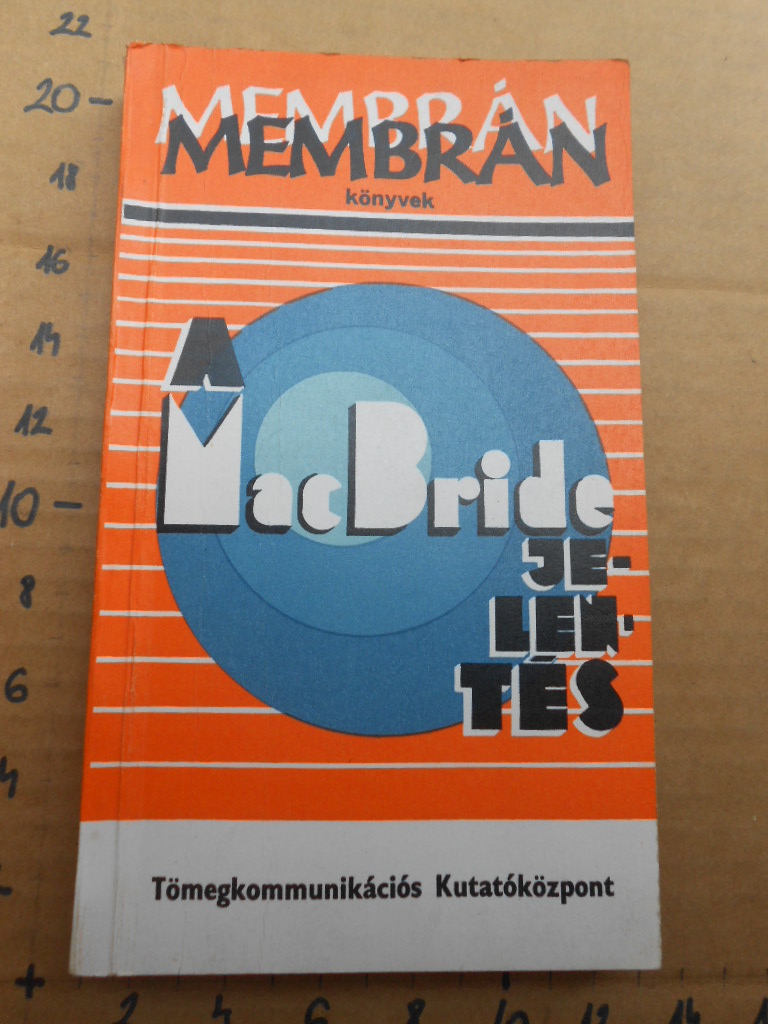 22
20 –
18
16
14
12
10 –
8
6
4
+
2
4
6
8
10
12
14
MEMBRÁN
könyvek
A
MacBride
JE-
LEN-
TÉS
Tömegkommunikációs Kutatóközpont